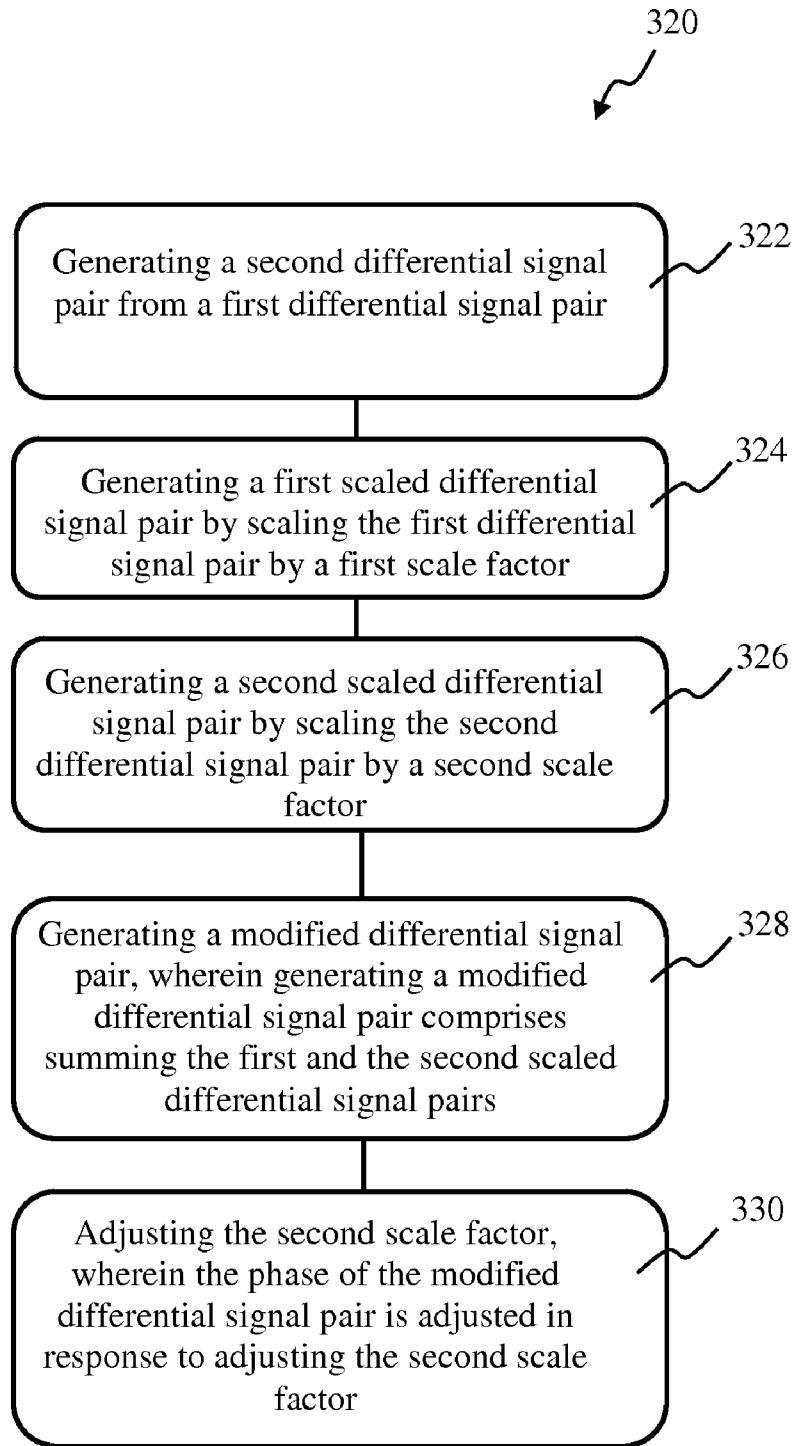 320
Generating a second differential signal
pair from a first differential signal pair
322
Generating a first scaled differential
signal pair by scaling the first differential
signal pair by a first scale factor
324
Generating a second scaled differential
signal pair by scaling the second
differential signal pair by a second scale
factor
326
Generating a modified differential signal
pair, wherein generating a modified
differential signal pair comprises
summing the first and the second scaled
differential signal pairs
328
Adjusting the second scale factor,
wherein the phase of the modified
differential signal pair is adjusted in
response to adjusting the second scale
factor
330